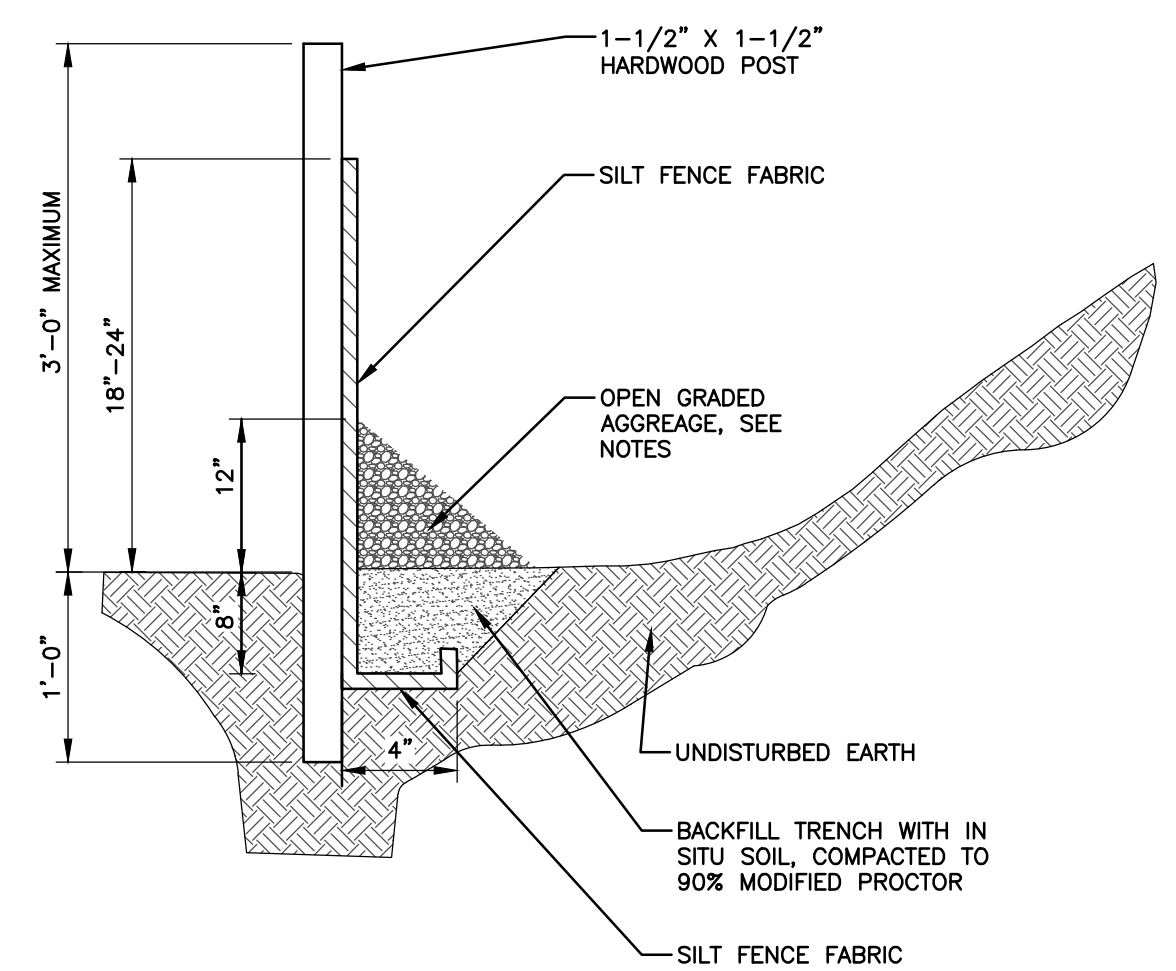 1-1/2" X 1-1/2"
HARDWOOD POST
SILT FENCE FABRIC
3'-0" MAXIMUM
18"-24"
OPEN GRADED
AGGREAGE, SEE
NOTES
12"
8"
1'-0"
4"
UNDISTURBED EARTH
BACKFILL TRENCH WITH IN
SITU SOIL, COMPACTED TO
90% MODIFIED PROCTOR
SILT FENCE FABRIC